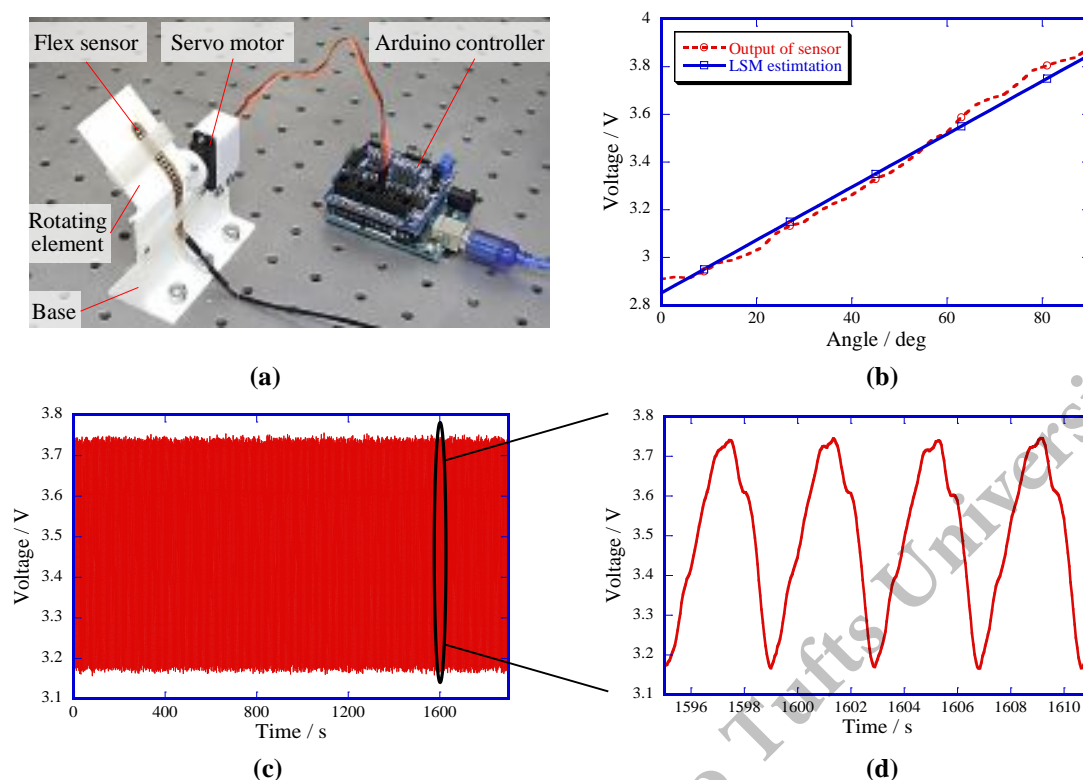 Flex sensor
Servo motor
Arduino controller
Rotating
element
Base
(a)
4
3.8
3.6
3.4
3.2
3
2.8
Voltage / V
Output of sensor
LSM estimtation
0
20
40
60
80
Angle / deg
(b)
3.8
3.7
3.6
3.5
3.4
3.3
3.2
3.1
Voltage / V
0
400
800
1200
1600
Time / s
(c)
3.8
3.7
3.6
3.5
3.4
3.3
3.2
3.1
Voltage / V
1596
1598
1600
1602
1604
1606
1608
1610
Time / s
(d)
Tufts Universi